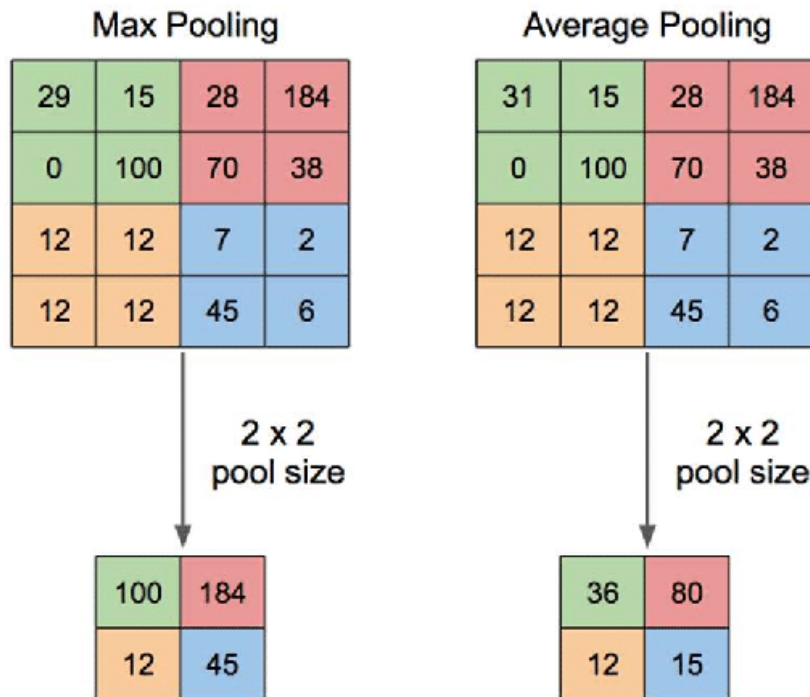 Max Pooling
29 15 28 184
0 100 70 38
12 12 7 2
12 12 45 6
2 x 2
pool size
100 184
12 45
Average Pooling
31 15 28 184
0 100 70 38
12 12 7 2
12 12 45 6
2 x 2
pool size
36 80
12 15